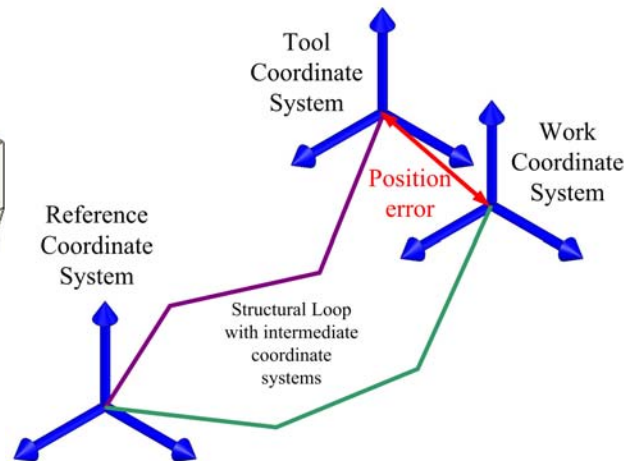 Tool
Coordinate
System
Work
Coordinate
System
Position
error
Reference
Coordinate
System
Structural Loop
with intermediate
coordinate
systems